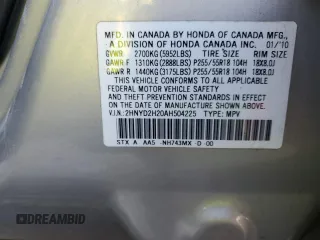 MFD. IN CANADA BY HONDA OF CANADA MFG.,
A DIVISION OF HONDA CANADA INC. 01/10
GVWR 2700KG(5952LBS) TIRE SIZE RIM SIZE
GAWR F 1310KG(2888LBS) P255/55R18 104H 18X8.0J
GAWR R 1440KG(3175LBS) P255/55R18 104H 18X8.0J
THIS VEHICLE CONFORMS TO ALL APPLICABLE
FEDERAL MOTOR VEHICLE SAFETY AND
THEFT PREVENTION STANDARDS IN EFFECT ON
THE DATE OF MANUFACTURE SHOWN ABOVE.
V.I.N.:2HNYD2H20AH504225 TYPE: MPV
STX A AA5 -NH743MX -D 00
AUTOBIDMASTER